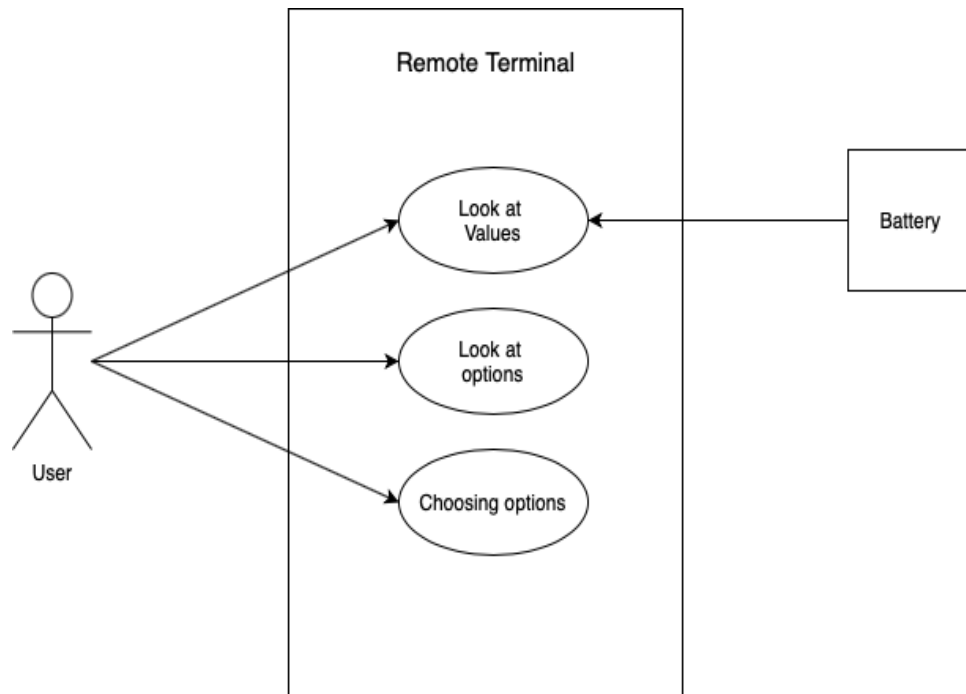 Remote Terminal
Look at
Values
Battery
Look at
options
User
Choosing options